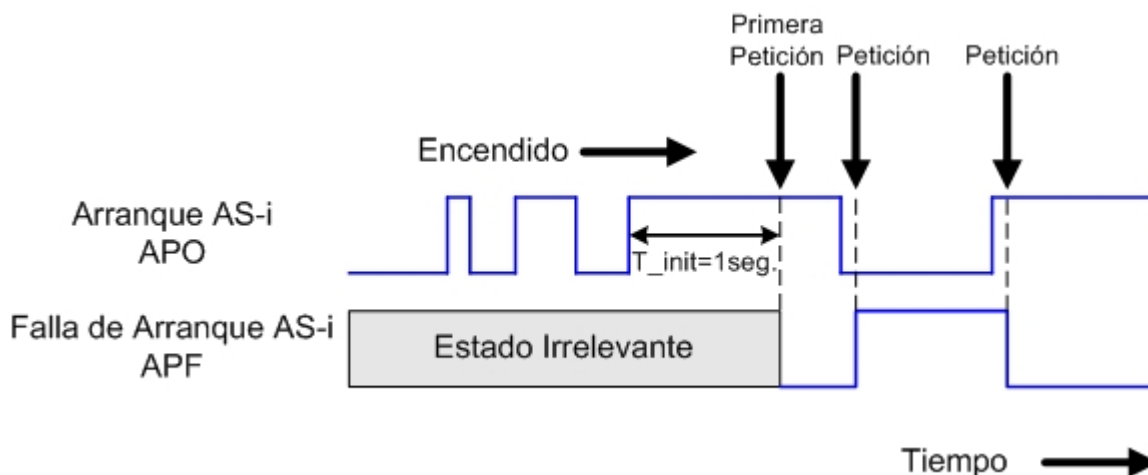 Primera
Petición
Petición
Petición
Encendido
Arranque AS-i
APO
T_init=1seg.
Falla de Arranque AS-i
APF
Estado Irrelevante
Tiempo